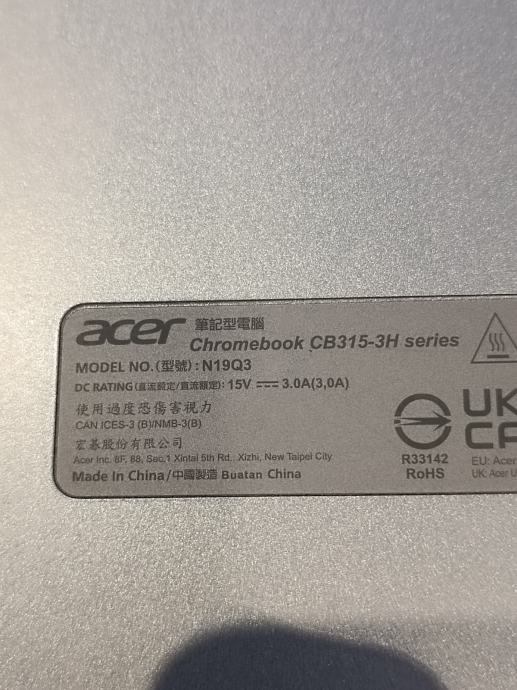 acer 筆記型電腦
Chromebook CB315-3H series
MODEL NO.(型號): N19Q3
DC RATING(直流額定/直流額定): 15V ⎓ 3.0A(3,0A)
使用過度恐傷害視力
CAN ICES-3 (B)/NMB-3(B)
宏碁股份有限公司
Acer Inc. 8F, 88, Sec.1 Xintai 5th Rd., Xizhi, New Taipei City
Made In China/中國製造 Buatan China
R33142
RoHS
UK
CA
EU: Acer
UK: Acer U